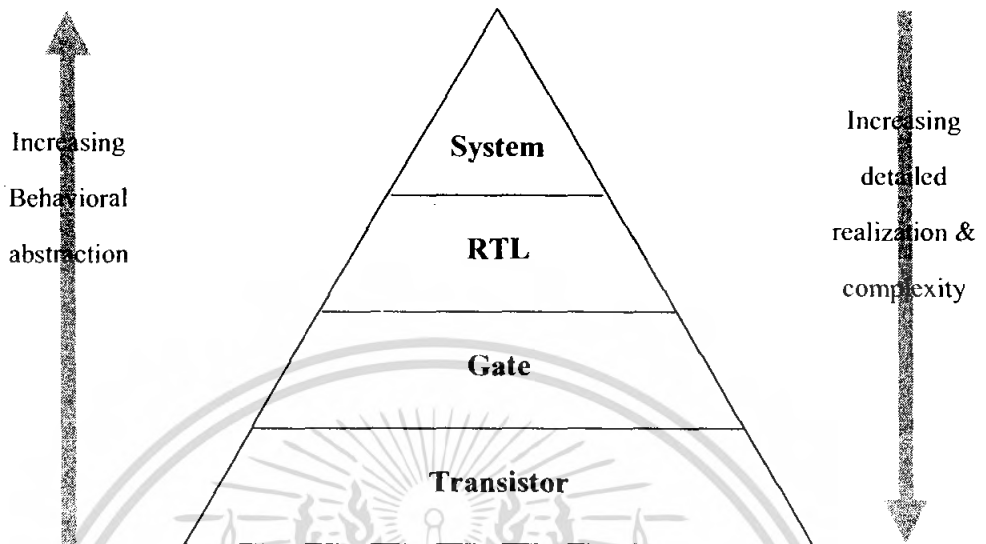 Increasing
Behavioral
abstraction
System
RTL
Gate
Transistor
Increasing
detailed
realization &
complexity